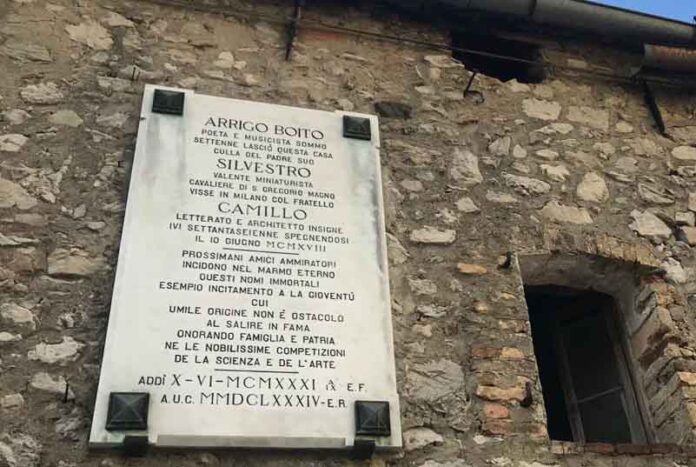 ARRIGO BOITO
POETA E MUSICISTA SOMMO
SETTENNE LASCIÒ QUESTA CASA
CULLA DEL PADRE SUO
SILVESTRO
VALENTE MINIATURISTA
CAVALIERE DI S. GREGORIO MAGNO
VISSE IN MILANO COL FRATELLO
CAMILLO
LETTERATO E ARCHITETTO INSIGNE
IVI SETTANTASEIENNE SPEGNENDOSI
IL 10 GIUGNO MCMXVIII
PROSSIMANI AMICI AMMIRATORI
INCIDONO NEL MARMO ETERNO
QUESTI NOMI IMMORTALI
ESEMPIO INCITAMENTO A LA GIOVENTÙ
CUI
UMILE ORIGINE NON È OSTACOLO
AL SALIRE IN FAMA
ONORANDO FAMIGLIA E PATRIA
NE LE NOBILISSIME COMPETIZIONI
DE LA SCIENZA E DE L'ARTE
ADDÌ X-VI-MCMXXXI A. E.F.
A.U.C. MMDCLXXXIV-E.R.